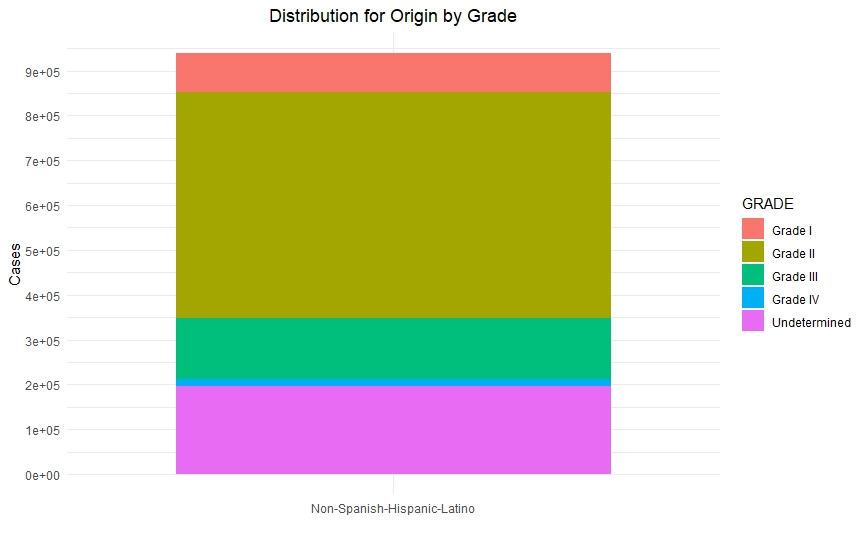 Distribution for Origin by Grade
Cases
9e+05
8e+05
7e+05
6e+05
5e+05
4e+05
3e+05
2e+05
1e+05
0e+00
Non-Spanish-Hispanic-Latino
GRADE
Grade I
Grade II
Grade III
Grade IV
Undetermined